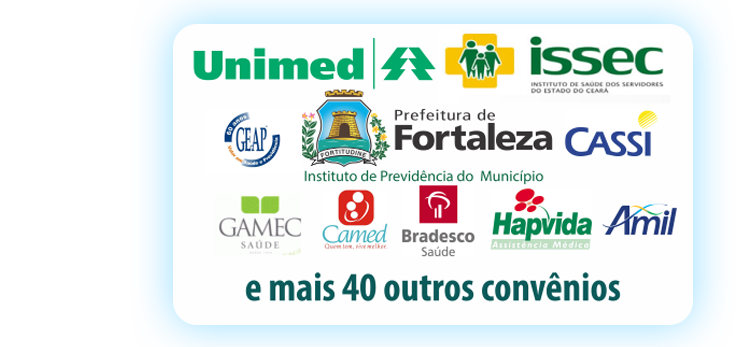 Unimed
issec
INSTITUTO DE SAÚDE DOS SERVIDORES
DO ESTADO DO CEARÁ
60 anos
GEAP
FORTITUDINE
Prefeitura de
Fortaleza
Instituto de Previdência do Município
CASSI
GAMEC
SAÚDE
Camed
Quem tem, vive melhor.
Bradesco
Saúde
Hapvida
Assistência Médica
Amil
e mais 40 outros convênios